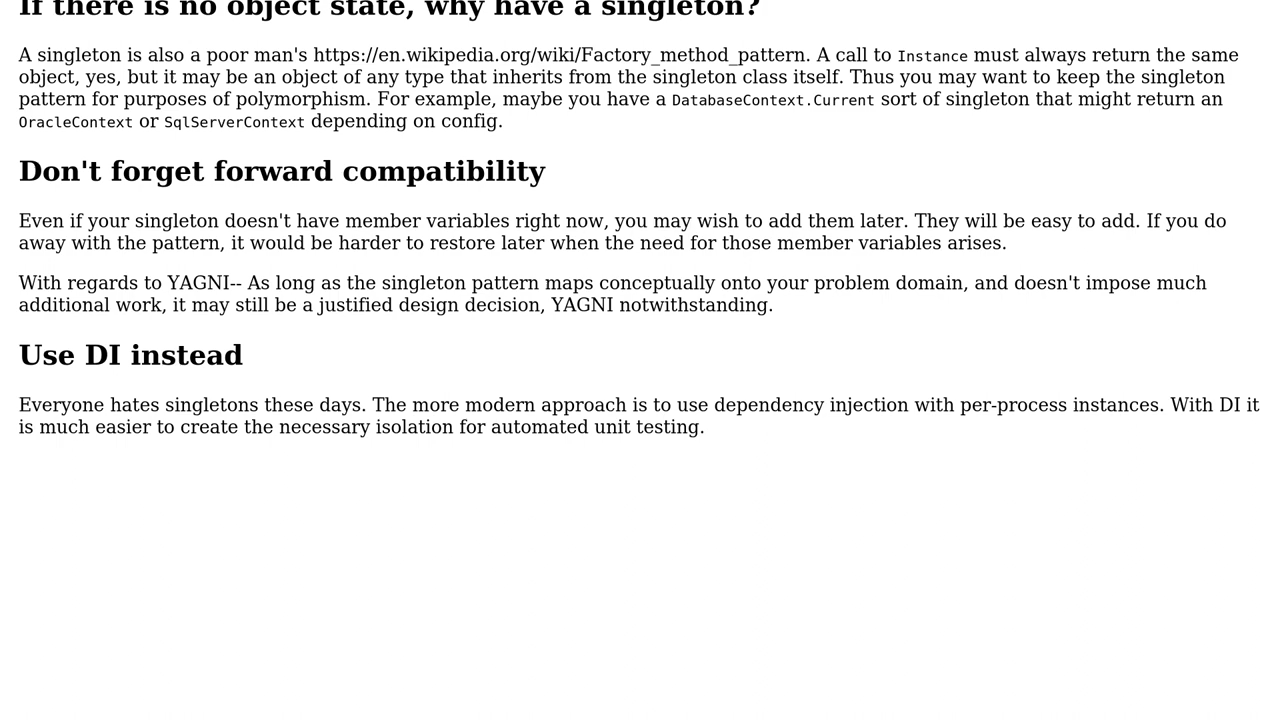 If there is no object state, why have a singleton?
A singleton is also a poor man's https://en.wikipedia.org/wiki/Factory_method_pattern. A call to Instance must always return the same
object, yes, but it may be an object of any type that inherits from the singleton class itself. Thus you may want to keep the singleton
pattern for purposes of polymorphism. For example, maybe you have a DatabaseContext.Current sort of singleton that might return an
OracleContext or SqlServerContext depending on config.
Don't forget forward compatibility
Even if your singleton doesn't have member variables right now, you may wish to add them later. They will be easy to add. If you do
away with the pattern, it would be harder to restore later when the need for those member variables arises.
With regards to YAGNI-- As long as the singleton pattern maps conceptually onto your problem domain, and doesn't impose much
additional work, it may still be a justified design decision, YAGNI notwithstanding.
Use DI instead
Everyone hates singletons these days. The more modern approach is to use dependency injection with per-process instances. With DI it
is much easier to create the necessary isolation for automated unit testing.